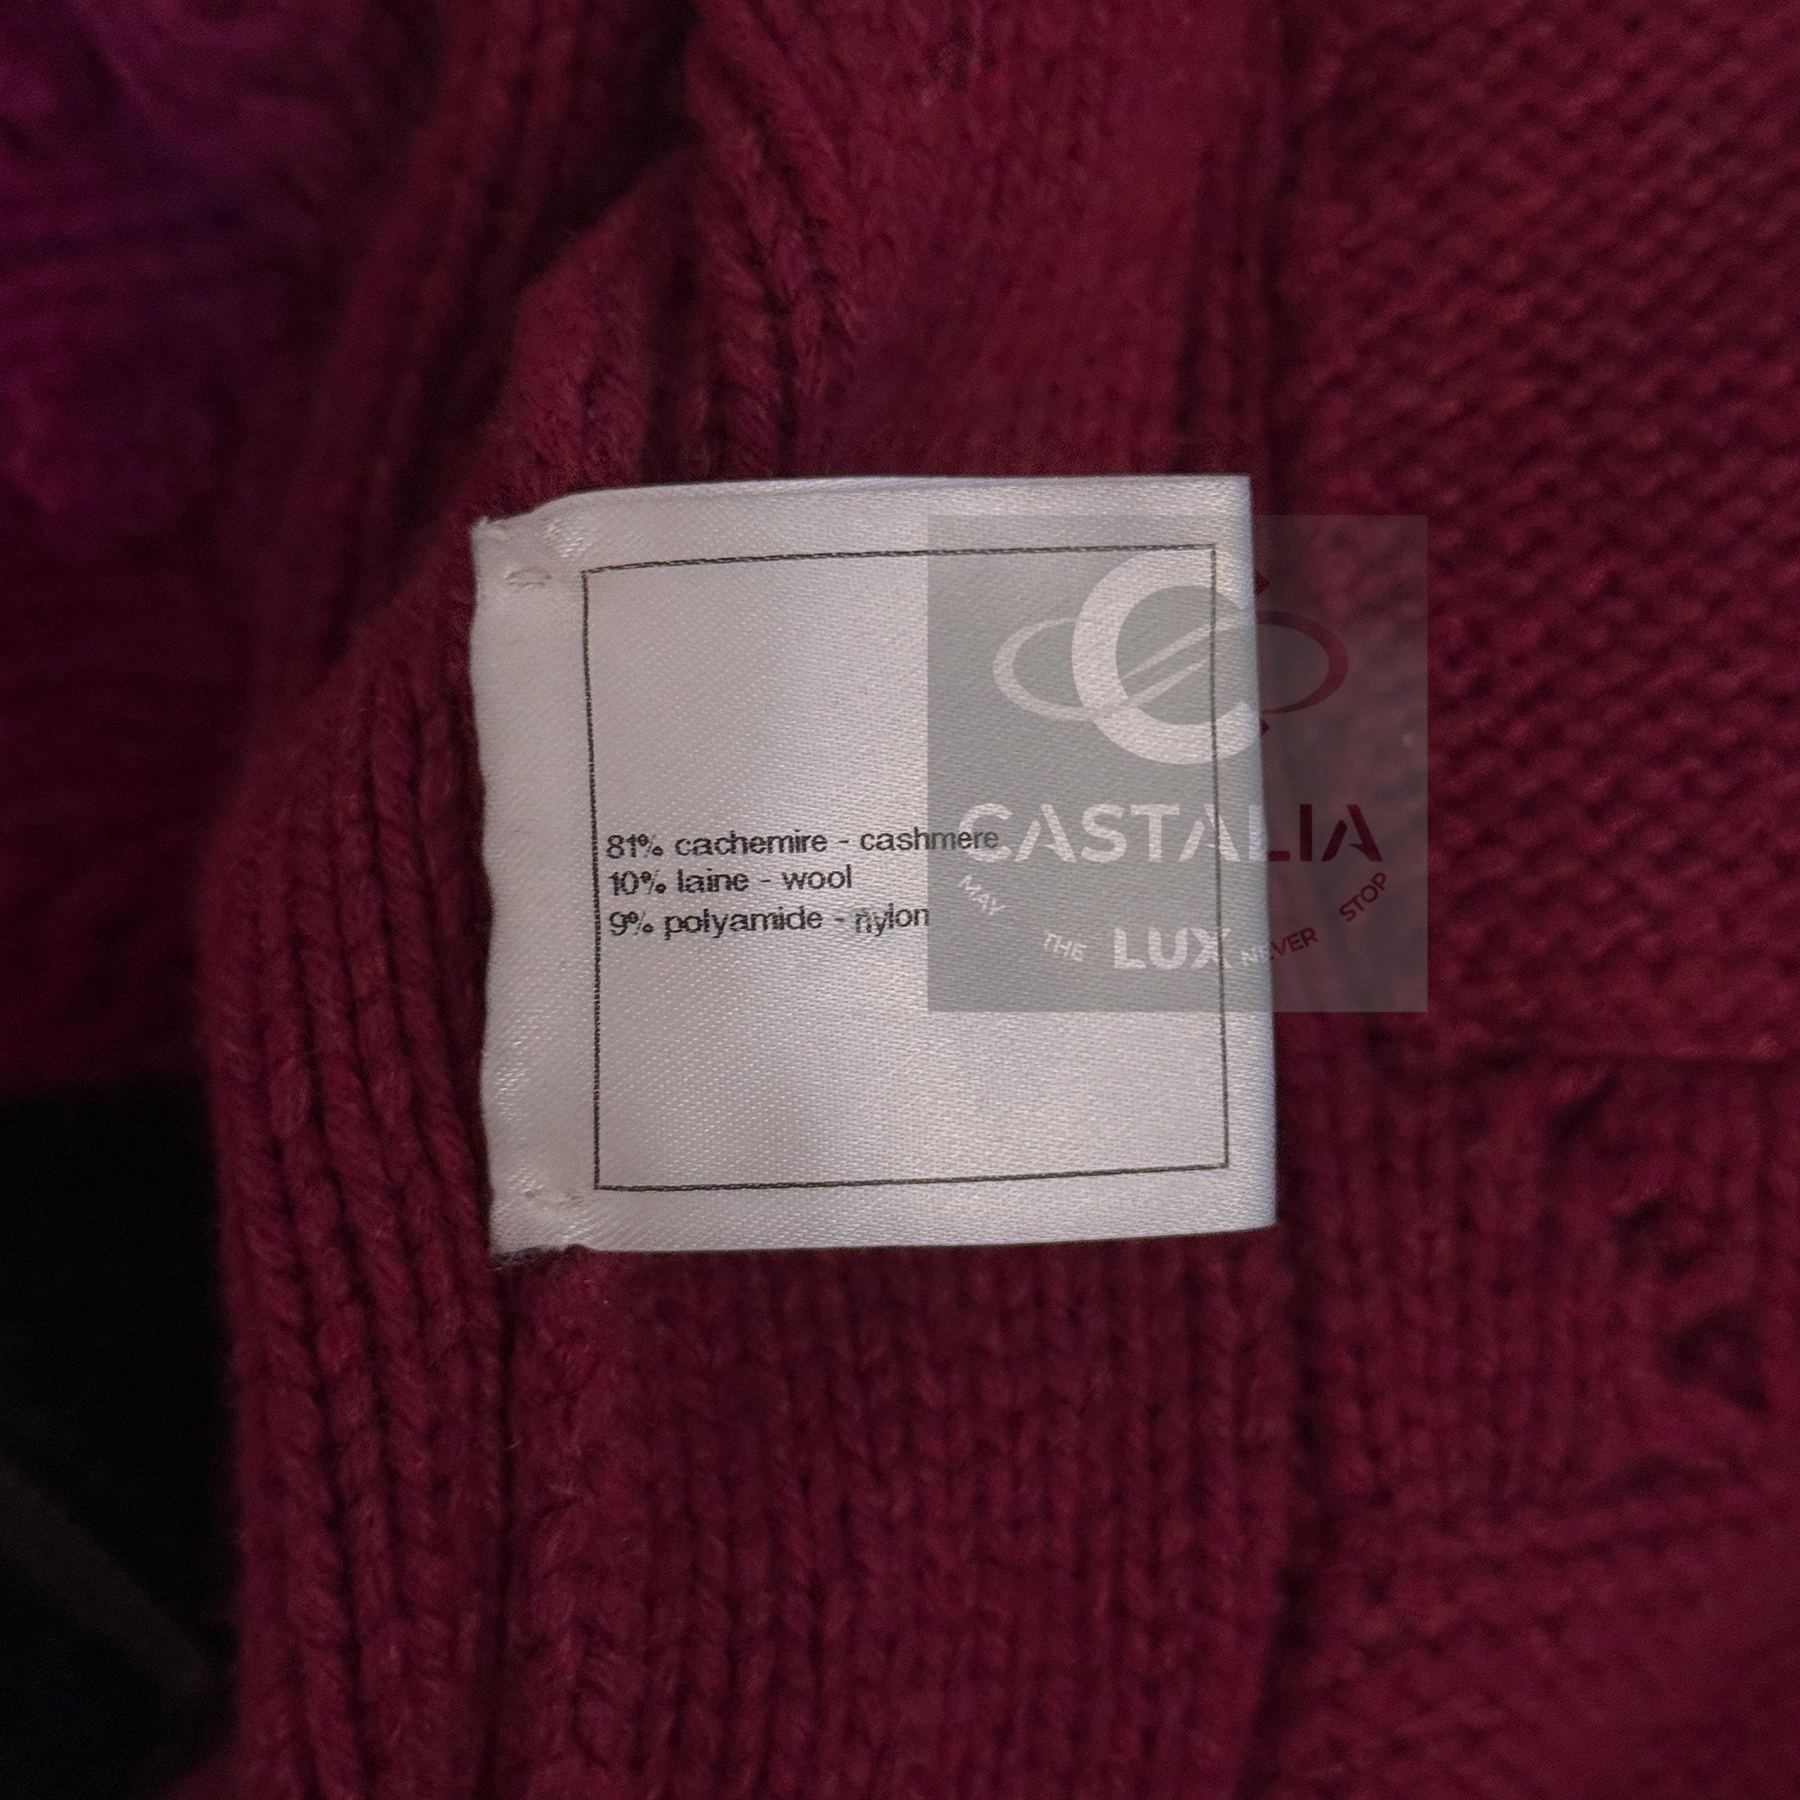 81% cachemire - cashmere
10% laine - wool
9% polyamide - nylon
CASTALIA
MAY THE LUX NEVER STOP